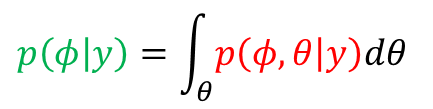 p(ϕ|y) = ∫_θ p(ϕ, θ|y)dθ